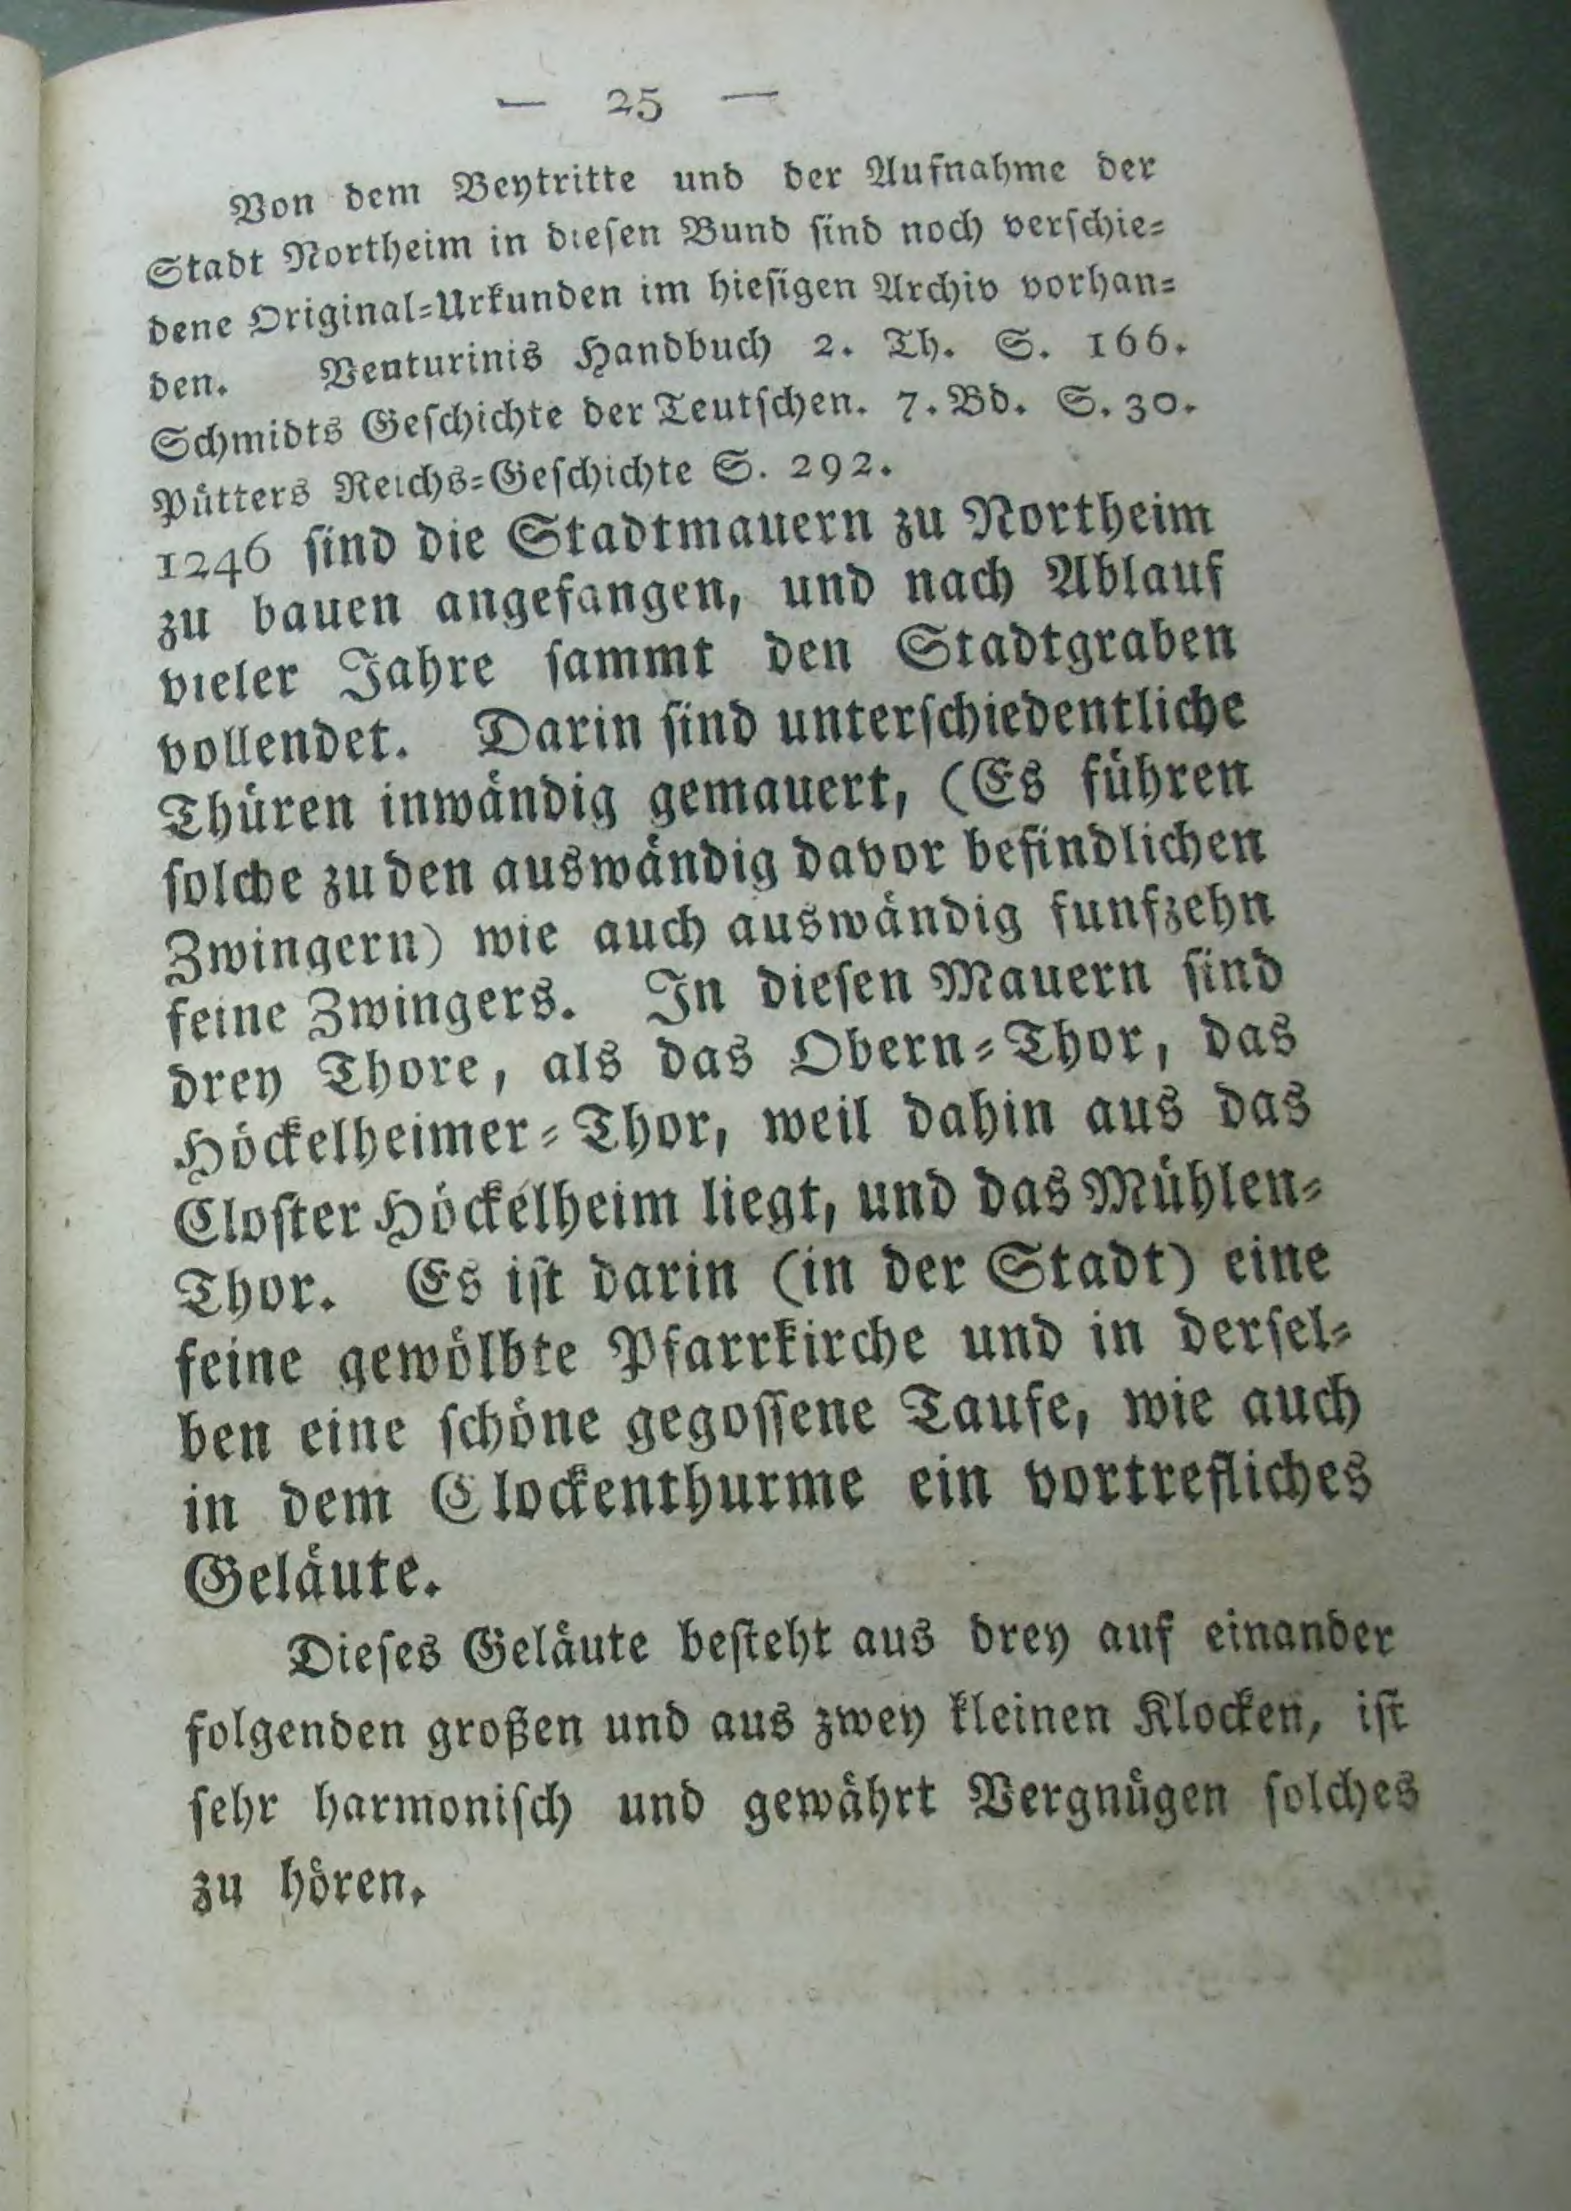 — 25 —
Von dem Beytritte und der Aufnahme der
Stadt Northeim in diesen Bund sind noch verschie-
dene Original-Urkunden im hiesigen Archiv vorhan-
den. Venturinis Handbuch 2. Th. S. 166.
Schmidts Geschichte der Teutschen. 7. Bd. S. 30.
Pütters Reichs-Geschichte S. 292.
1246 sind die Stadtmauern zu Northeim
zu bauen angefangen, und nach Ablauf
vieler Jahre sammt den Stadtgraben
vollendet. Darin sind unterschiedentliche
Thüren inwändig gemauert, (Es führen
solche zu den auswändig davor befindlichen
Zwingern) wie auch auswändig funfzehn
feine Zwingers. In diesen Mauern sind
drey Thore, als das Obern-Thor, das
Höckelheimer-Thor, weil dahin aus das
Closter Höckelheim liegt, und das Mühlen-
Thor. Es ist darin (in der Stadt) eine
feine gewölbte Pfarrkirche und in dersel-
ben eine schöne gegossene Taufe, wie auch
in dem Clockenthurme ein vortrefliches
Geläute.
Dieses Geläute besteht aus drey auf einander
folgenden großen und aus zwey kleinen Klocken, ist
sehr harmonisch und gewährt Vergnügen solches
zu hören.